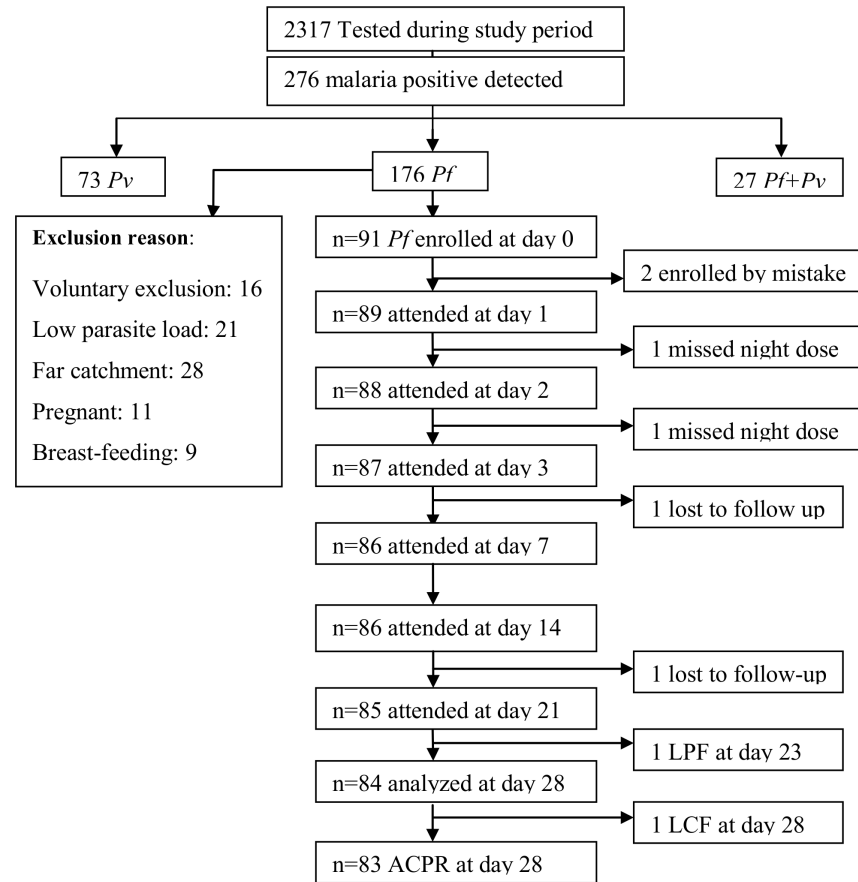 2317 Tested during study period
276 malaria positive detected
73 Pv
176 Pf
27 Pf+Pv
Exclusion reason:
Voluntary exclusion: 16
Low parasite load: 21
Far catchment: 28
Pregnant: 11
Breast-feeding: 9
n=91 Pf enrolled at day 0
2 enrolled by mistake
n=89 attended at day 1
1 missed night dose
n=88 attended at day 2
1 missed night dose
n=87 attended at day 3
1 lost to follow up
n=86 attended at day 7
n=86 attended at day 14
1 lost to follow-up
n=85 attended at day 21
1 LPF at day 23
n=84 analyzed at day 28
1 LCF at day 28
n=83 ACPR at day 28